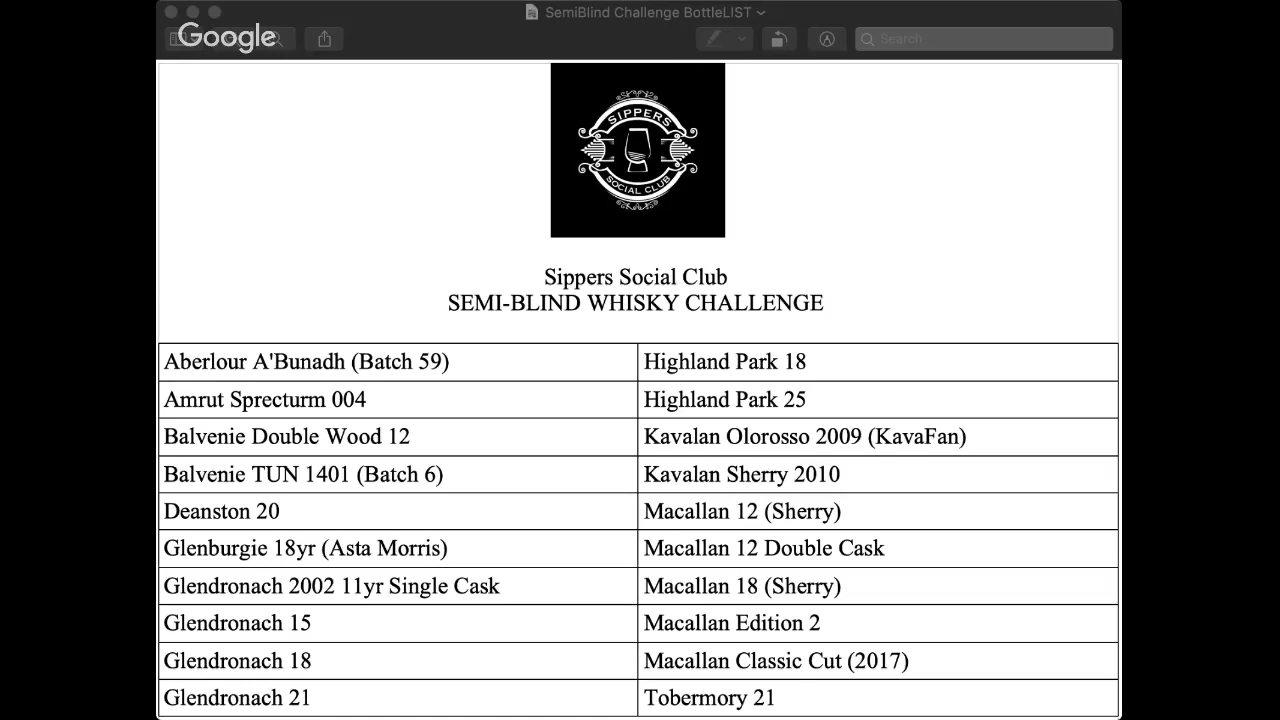 SemiBlind Challenge BottleLIST
Google
Search
SIPPERS
SOCIAL CLUB
Sippers Social Club
SEMI-BLIND WHISKY CHALLENGE
Aberlour A'Bunadh (Batch 59)
Highland Park 18
Amrut Sprecturm 004
Highland Park 25
Balvenie Double Wood 12
Kavalan Olorosso 2009 (KavaFan)
Balvenie TUN 1401 (Batch 6)
Kavalan Sherry 2010
Deanston 20
Macallan 12 (Sherry)
Glenburgie 18yr (Asta Morris)
Macallan 12 Double Cask
Glendronach 2002 11yr Single Cask
Macallan 18 (Sherry)
Glendronach 15
Macallan Edition 2
Glendronach 18
Macallan Classic Cut (2017)
Glendronach 21
Tobermory 21